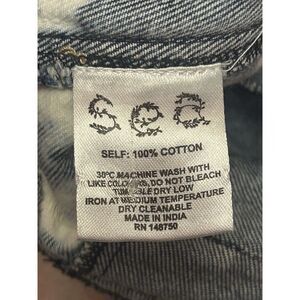 Sea
SELF: 100% COTTON
30°C MACHINE WASH WITH
LIKE COLORS, DO NOT BLEACH
TUMBLE DRY LOW
IRON AT MEDIUM TEMPERATURE
DRY CLEANABLE
MADE IN INDIA
RN 148750